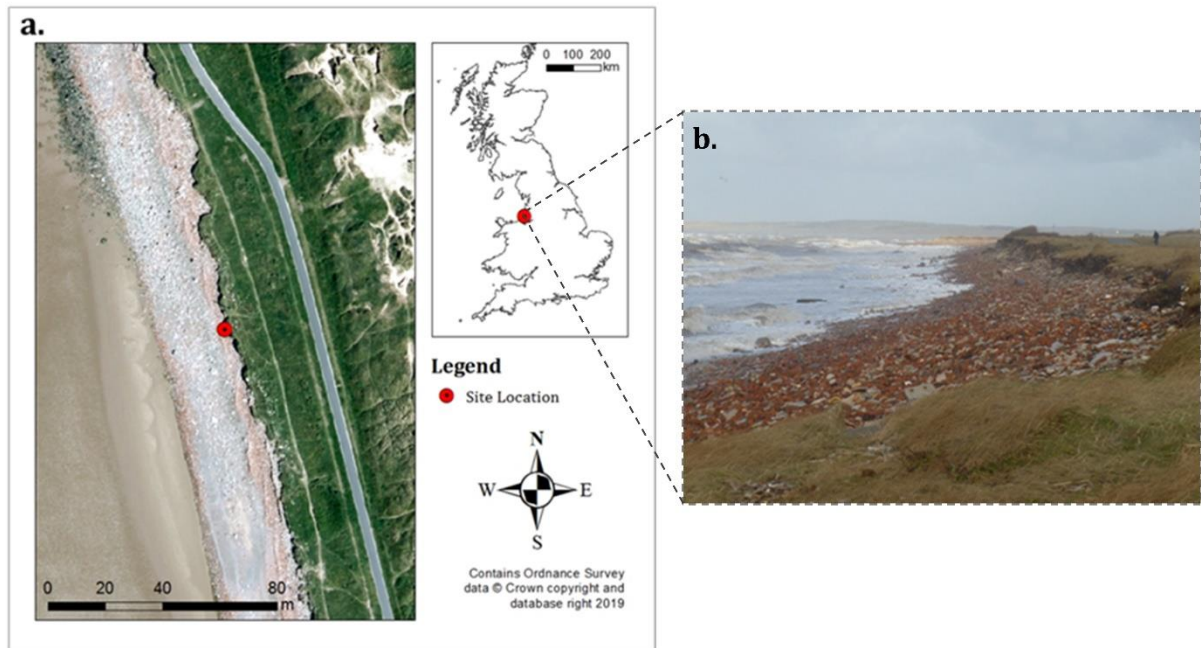 a.
0 100 200
km
b.
Legend
Site Location
N
W E
S
Contains Ordnance Survey
data © Crown copyright and
database right 2019
0 20 40 80
m